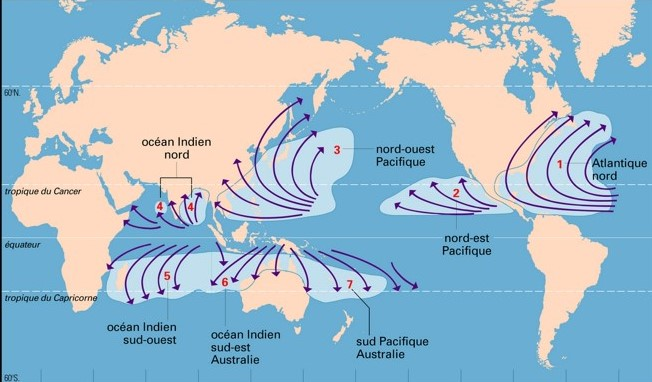 60°N.
océan Indien
nord
3
nord-ouest
Pacifique
1
Atlantique
nord
tropique du Cancer
4
4
2
nord-est
Pacifique
équateur
5
6
7
tropique du Capricorne
océan Indien
sud-ouest
océan Indien
sud-est
Australie
sud Pacifique
Australie
60°S.